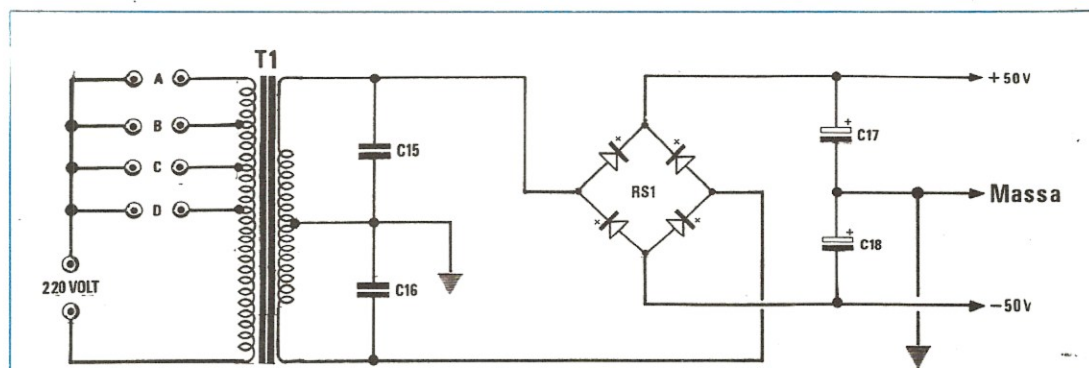 T1
A
B
C
D
220 VOLT
C15
C16
RS1
+
C17
+
C18
+50V
Massa
-50V